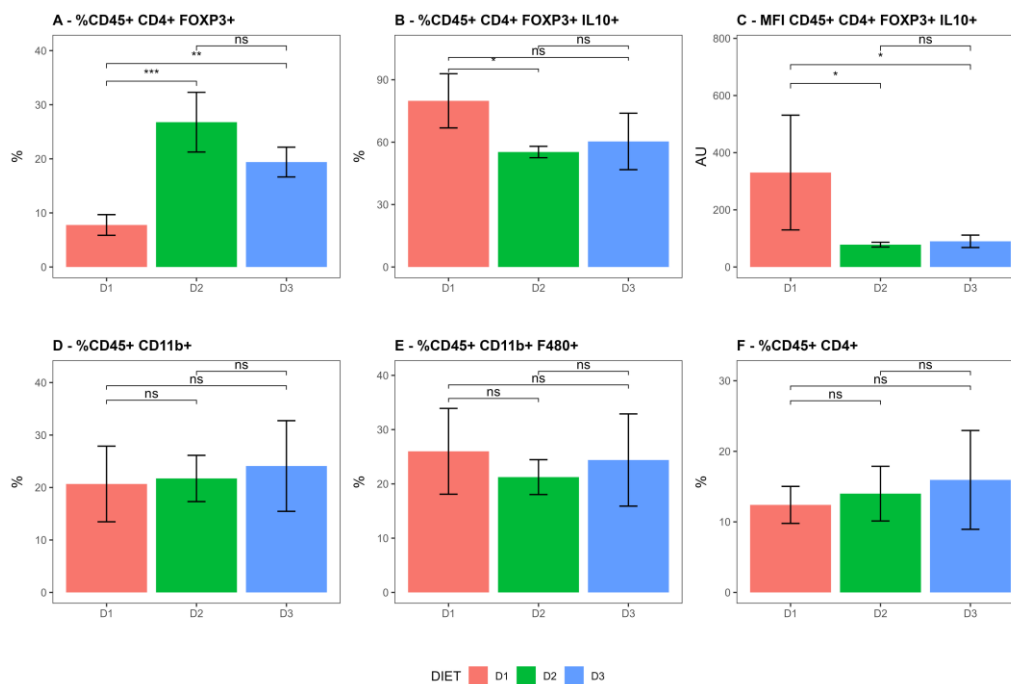 A - %CD45+ CD4+ FOXP3+
B - %CD45+ CD4+ FOXP3+ IL10+
C - MFI CD45+ CD4+ FOXP3+ IL10+
40
30
20
10
0
%
ns
**
***
D1
D2
D3
90
60
30
0
%
ns
ns
*
D1
D2
D3
800
600
400
200
0
AU
ns
*
*
D1
D2
D3
D - %CD45+ CD11b+
E - %CD45+ CD11b+ F480+
F - %CD45+ CD4+
40
30
20
10
0
%
ns
ns
ns
D1
D2
D3
40
30
20
10
0
%
ns
ns
ns
D1
D2
D3
30
20
10
0
%
ns
ns
ns
D1
D2
D3
DIET D1 D2 D3